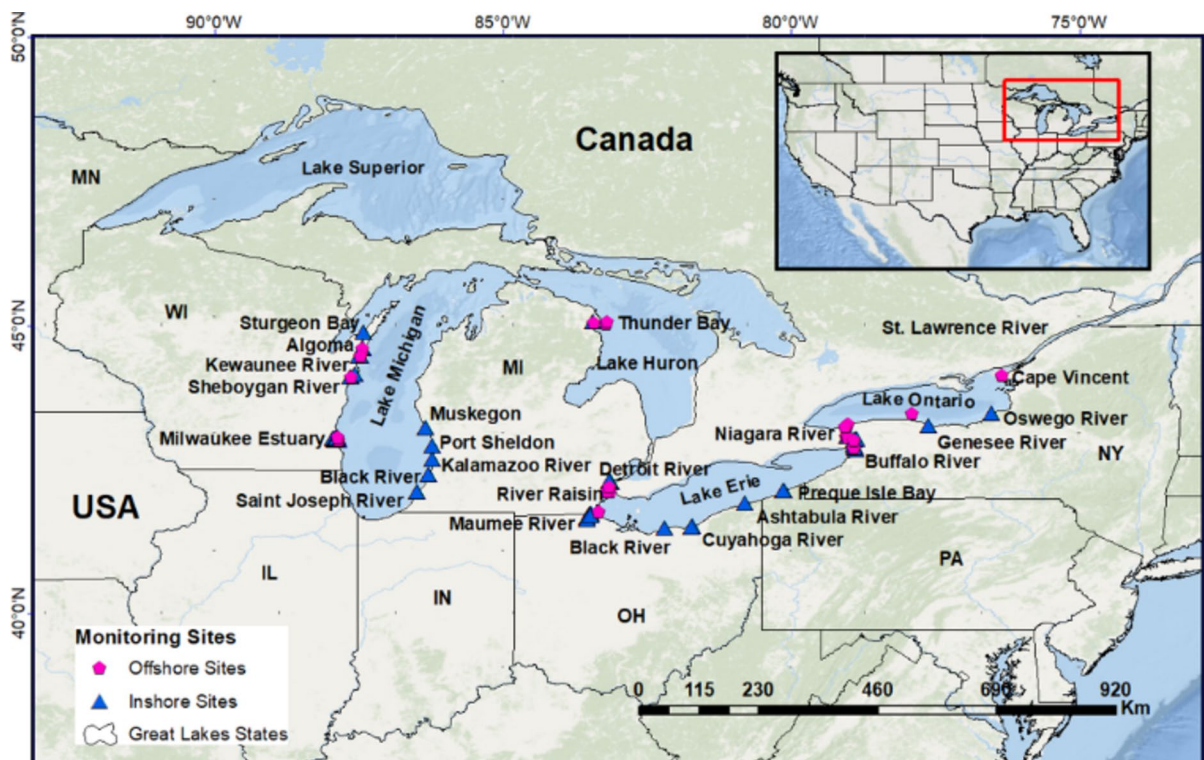 90°0'W
85°0'W
80°0'W
75°0'W
50°0'N
45°0'N
40°0'N
Canada
Lake Superior
MN
WI
Sturgeon Bay
Algoma
Kewaunee River
Sheboygan River
Lake Michigan
MI
Thunder Bay
Lake Huron
St. Lawrence River
Cape Vincent
Lake Ontario
Oswego River
Milwaukee Estuary
Muskegon
Port Sheldon
Kalamazoo River
Black River
Saint Joseph River
Niagara River
Genesee River
Buffalo River
NY
Detroit River
River Raisin
Lake Erie
Preque Isle Bay
Maumee River
Ashtabula River
Black River
Cuyahoga River
USA
IL
IN
OH
PA
Monitoring Sites
Offshore Sites
Inshore Sites
Great Lakes States
0 115 230 460 690 920
Km